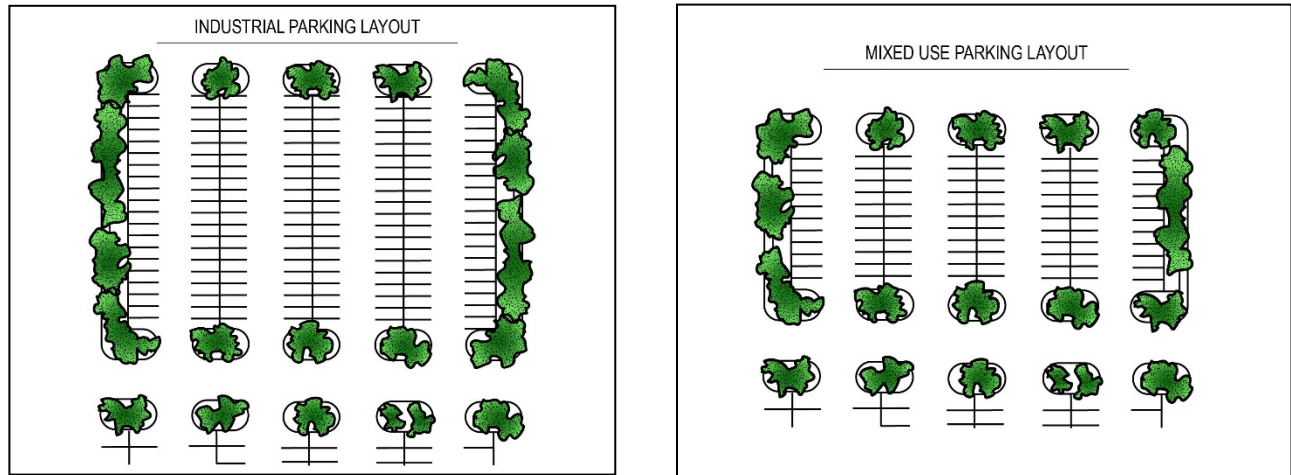 INDUSTRIAL PARKING LAYOUT
MIXED USE PARKING LAYOUT